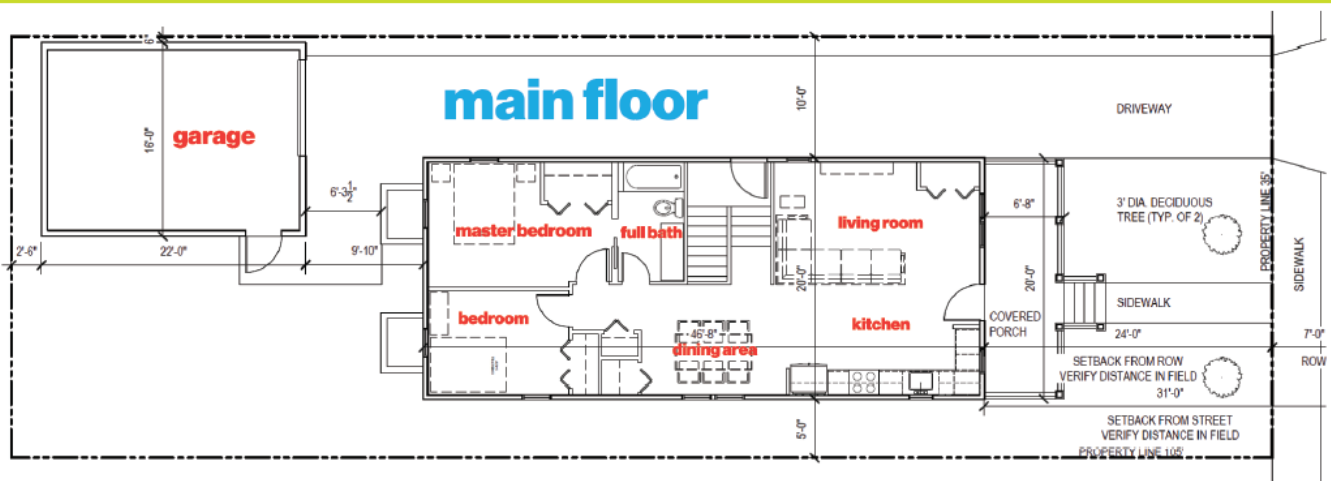 main floor
6"
16'-0"
garage
10'-0"
DRIVEWAY
6'-3½"
2'-6"
22'-0"
9'-10"
master bedroom
full bath
living room
6'-8"
3' DIA. DECIDUOUS
TREE (TYP. OF 2)
PROPERTY LINE 35'
SIDEWALK
20'-0"
20'-0"
bedroom
46'-8"
dining area
kitchen
COVERED
PORCH
SIDEWALK
24'-0"
7'-0"
ROW
SETBACK FROM ROW
VERIFY DISTANCE IN FIELD
31'-0"
SETBACK FROM STREET
VERIFY DISTANCE IN FIELD
PROPERTY LINE 105'
5'-0"